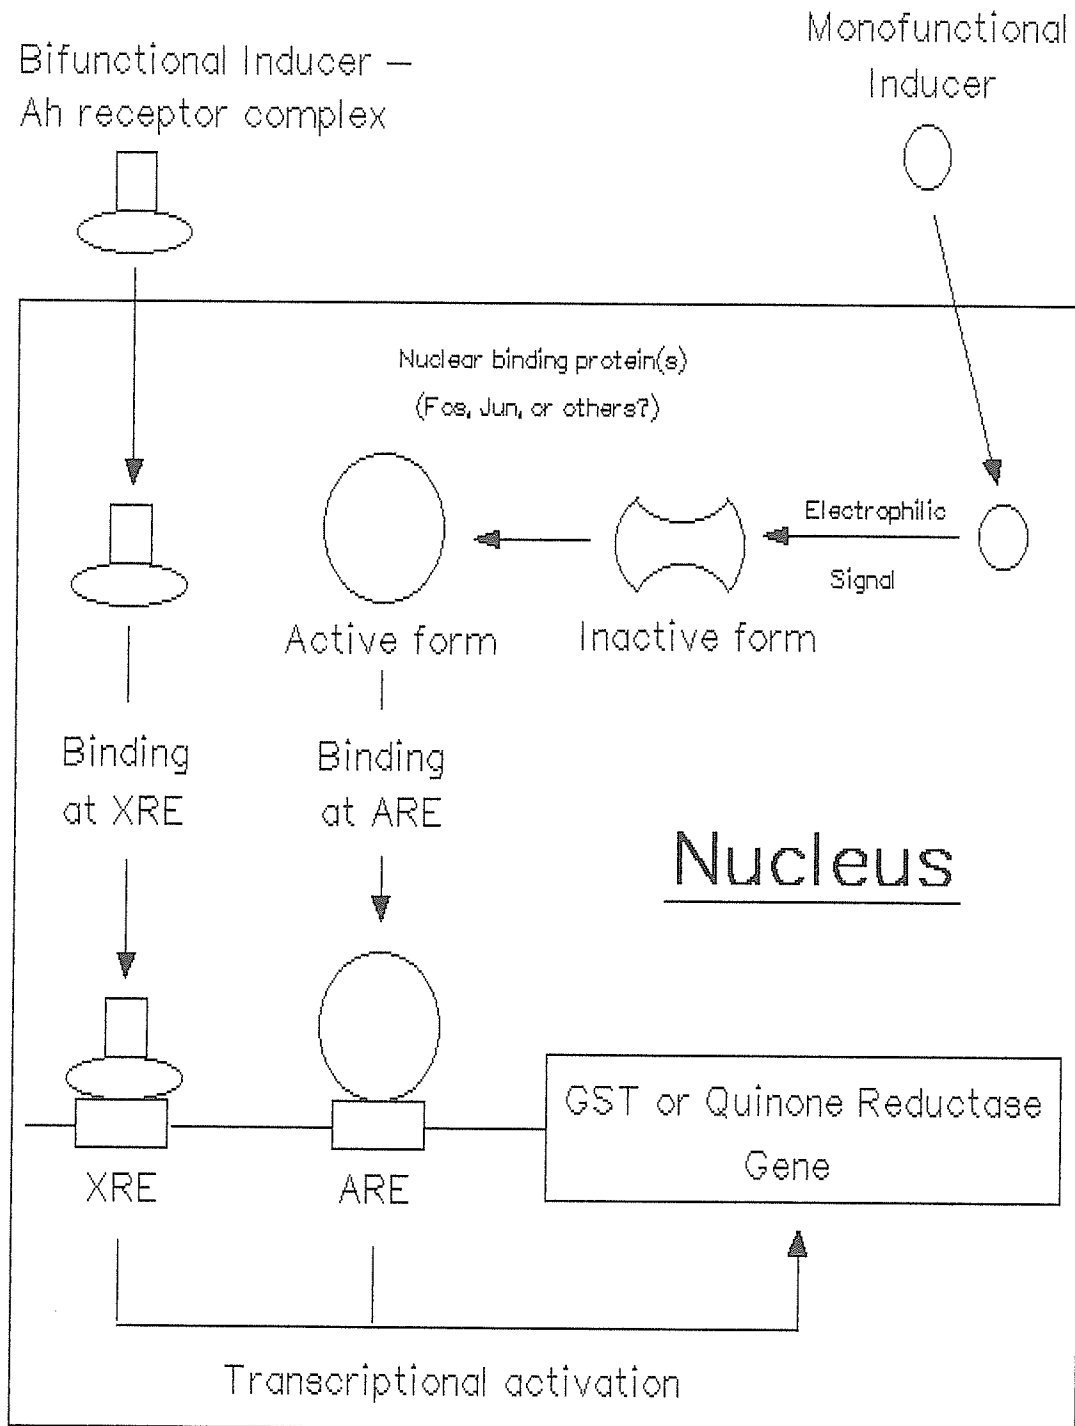 Bifunctional Inducer –
Ah receptor complex
Monofunctional
Inducer
Nuclear binding protein(s)
(Fos, Jun, or others?)
Electrophilic
Signal
Active form
Inactive form
Binding
at XRE
Binding
at ARE
Nucleus
GST or Quinone Reductase
Gene
XRE
ARE
Transcriptional activation